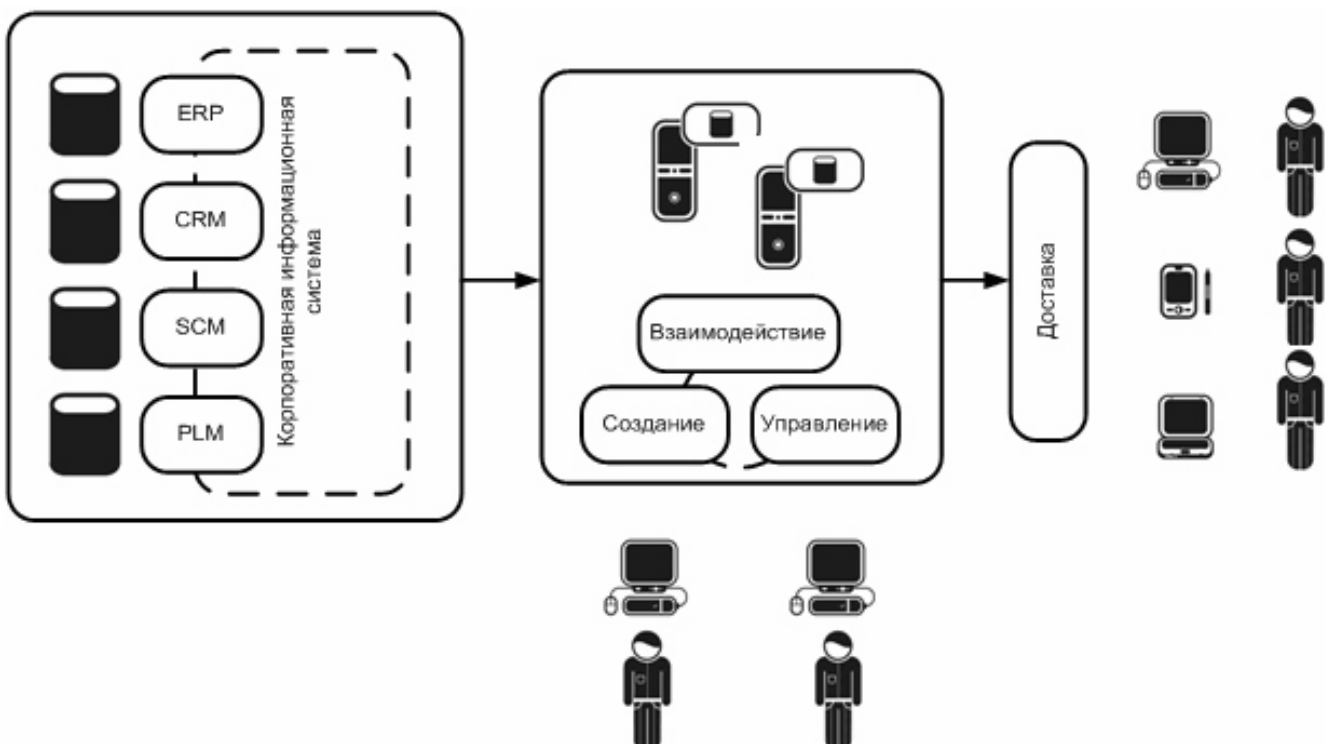 ERP
CRM
SCM
PLM
Корпоративная информационная
система
Взаимодействие
Создание
Управление
Доставка